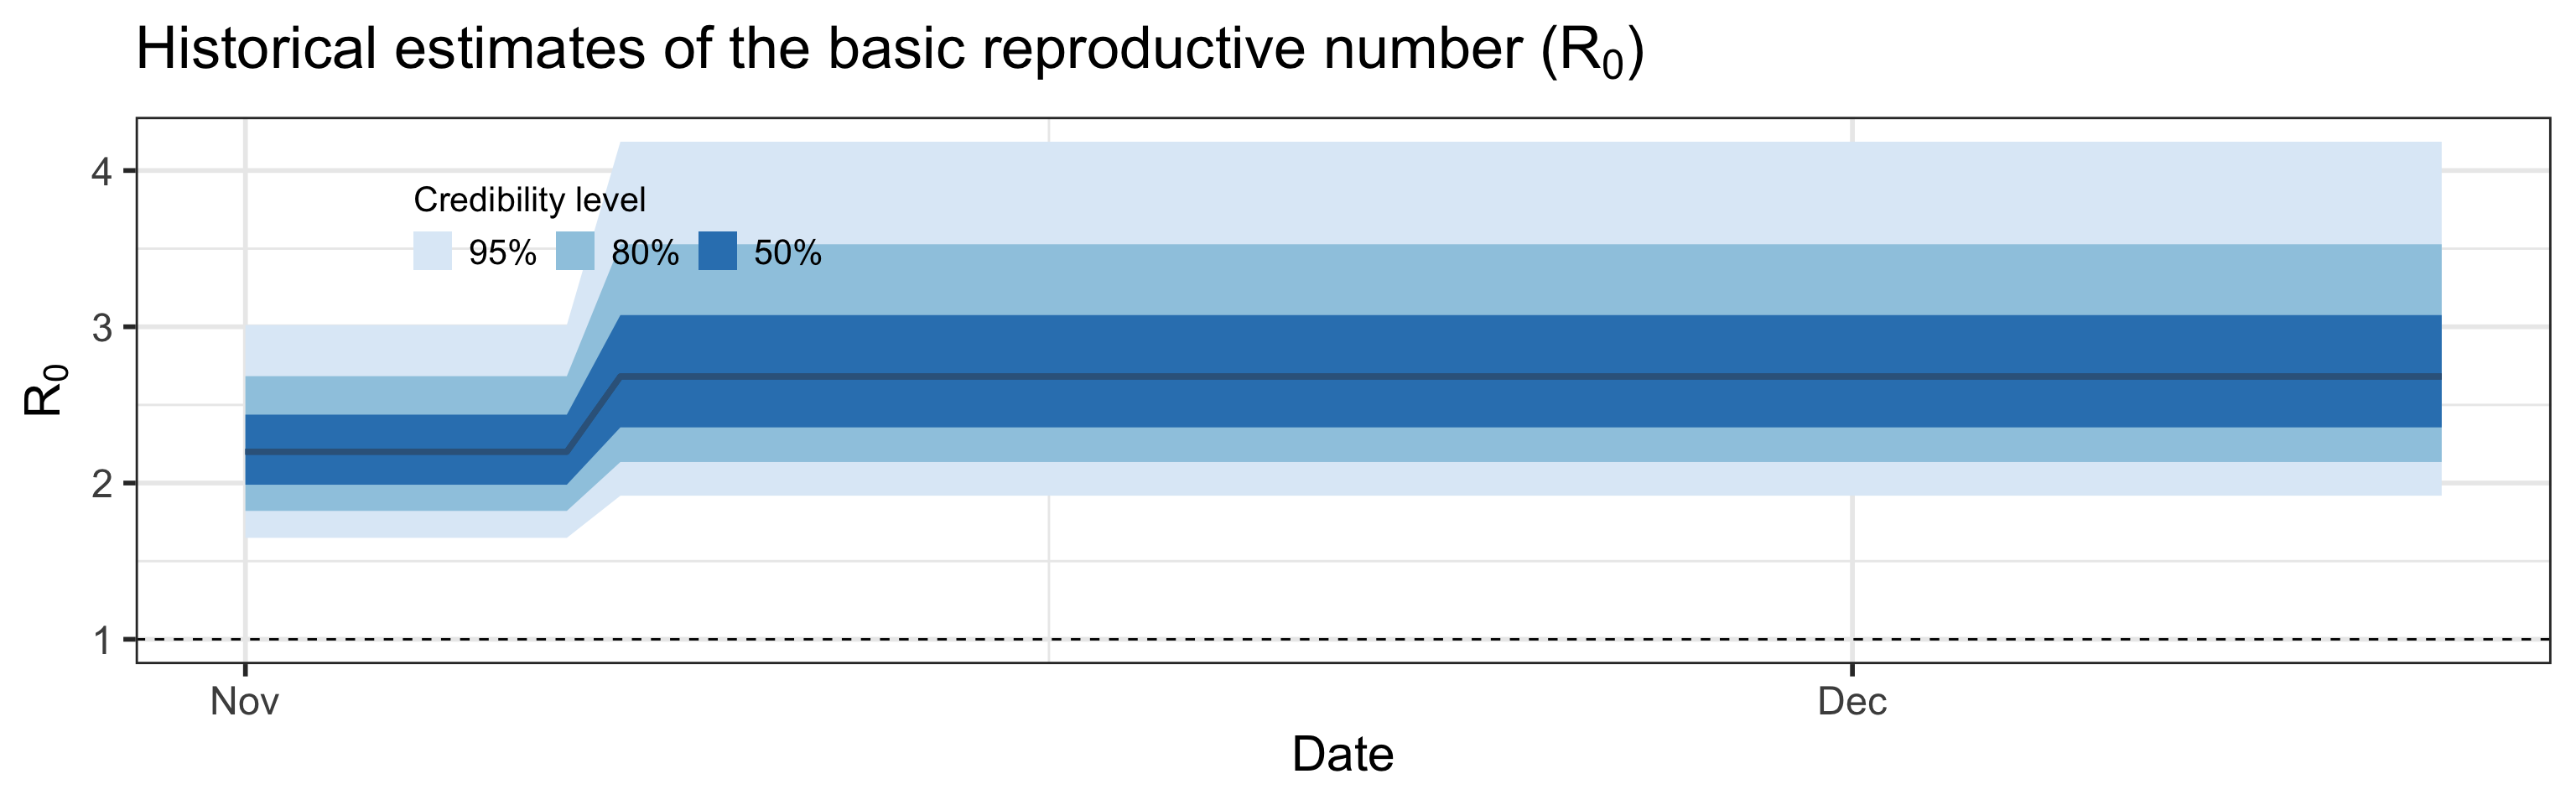 Historical estimates of the basic reproductive number (R₀)
Credibility level
95% 80% 50%
4
3
2
1
R₀
Nov Dec
Date